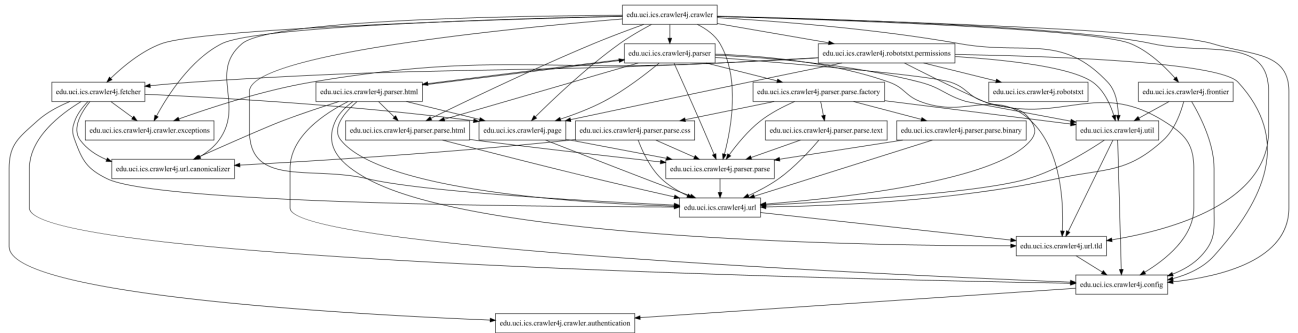 edu.uci.ics.crawler4j.crawler
edu.uci.ics.crawler4j.parser
edu.uci.ics.crawler4j.robotstxt.permissions
edu.uci.ics.crawler4j.fetcher
edu.uci.ics.crawler4j.parser.html
edu.uci.ics.crawler4j.parser.parse.factory
edu.uci.ics.crawler4j.robotstxt
edu.uci.ics.crawler4j.frontier
edu.uci.ics.crawler4j.crawler.exceptions
edu.uci.ics.crawler4j.parser.parse.html
edu.uci.ics.crawler4j.page
edu.uci.ics.crawler4j.parser.parse.css
edu.uci.ics.crawler4j.parser.parse.text
edu.uci.ics.crawler4j.parser.parse.binary
edu.uci.ics.crawler4j.util
edu.uci.ics.crawler4j.url.canonicalizer
edu.uci.ics.crawler4j.parser.parse
edu.uci.ics.crawler4j.url
edu.uci.ics.crawler4j.url.tld
edu.uci.ics.crawler4j.config
edu.uci.ics.crawler4j.crawler.authentication